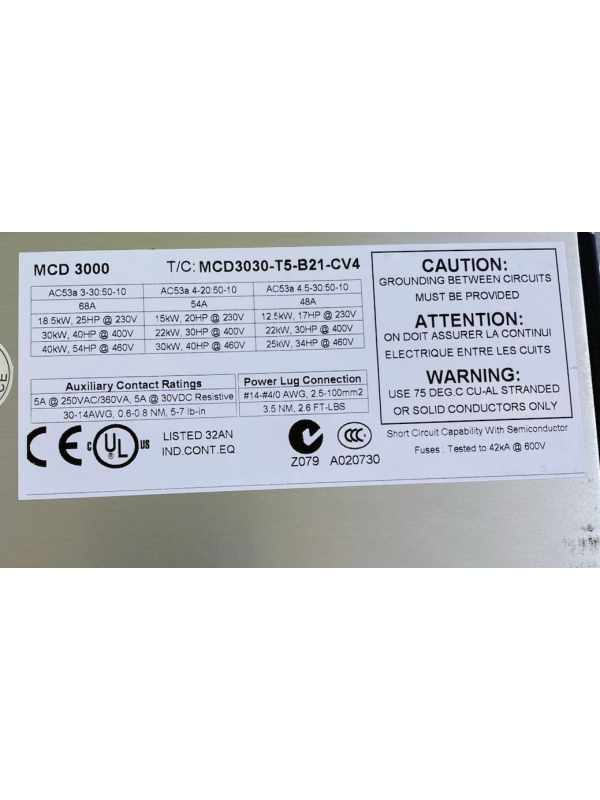 MCD 3000
T/C: MCD3030-T5-B21-CV4
AC53a 3-30:50-10 AC53a 4-20:50-10 AC53a 4.5-30:50-10
68A 54A 48A
18.5kW, 25HP @ 230V 15kW, 20HP @ 230V 12.5kW, 17HP @ 230V
30kW, 40HP @ 400V 22kW, 30HP @ 400V 22kW, 30HP @ 400V
40kW, 54HP @ 460V 30kW, 40HP @ 460V 25kW, 34HP @ 460V
Auxiliary Contact Ratings
5A @ 250VAC/360VA, 5A @ 30VDC Resistive
30-14AWG, 0.6-0.8 NM, 5-7 lb-in
Power Lug Connection
#14-#4/0 AWG, 2.5-100mm2
3.5 NM, 2.6 FT-LBS
CE
C UL US
LISTED 32AN
IND.CONT.EQ
Z079
CCC
A020730
CAUTION:
GROUNDING BETWEEN CIRCUITS
MUST BE PROVIDED
ATTENTION:
ON DOIT ASSURER LA CONTINUI
ELECTRIQUE ENTRE LES CUITS
WARNING:
USE 75 DEG.C CU-AL STRANDED
OR SOLID CONDUCTORS ONLY
Short Circuit Capability With Semiconductor
Fuses : Tested to 42kA @ 600V